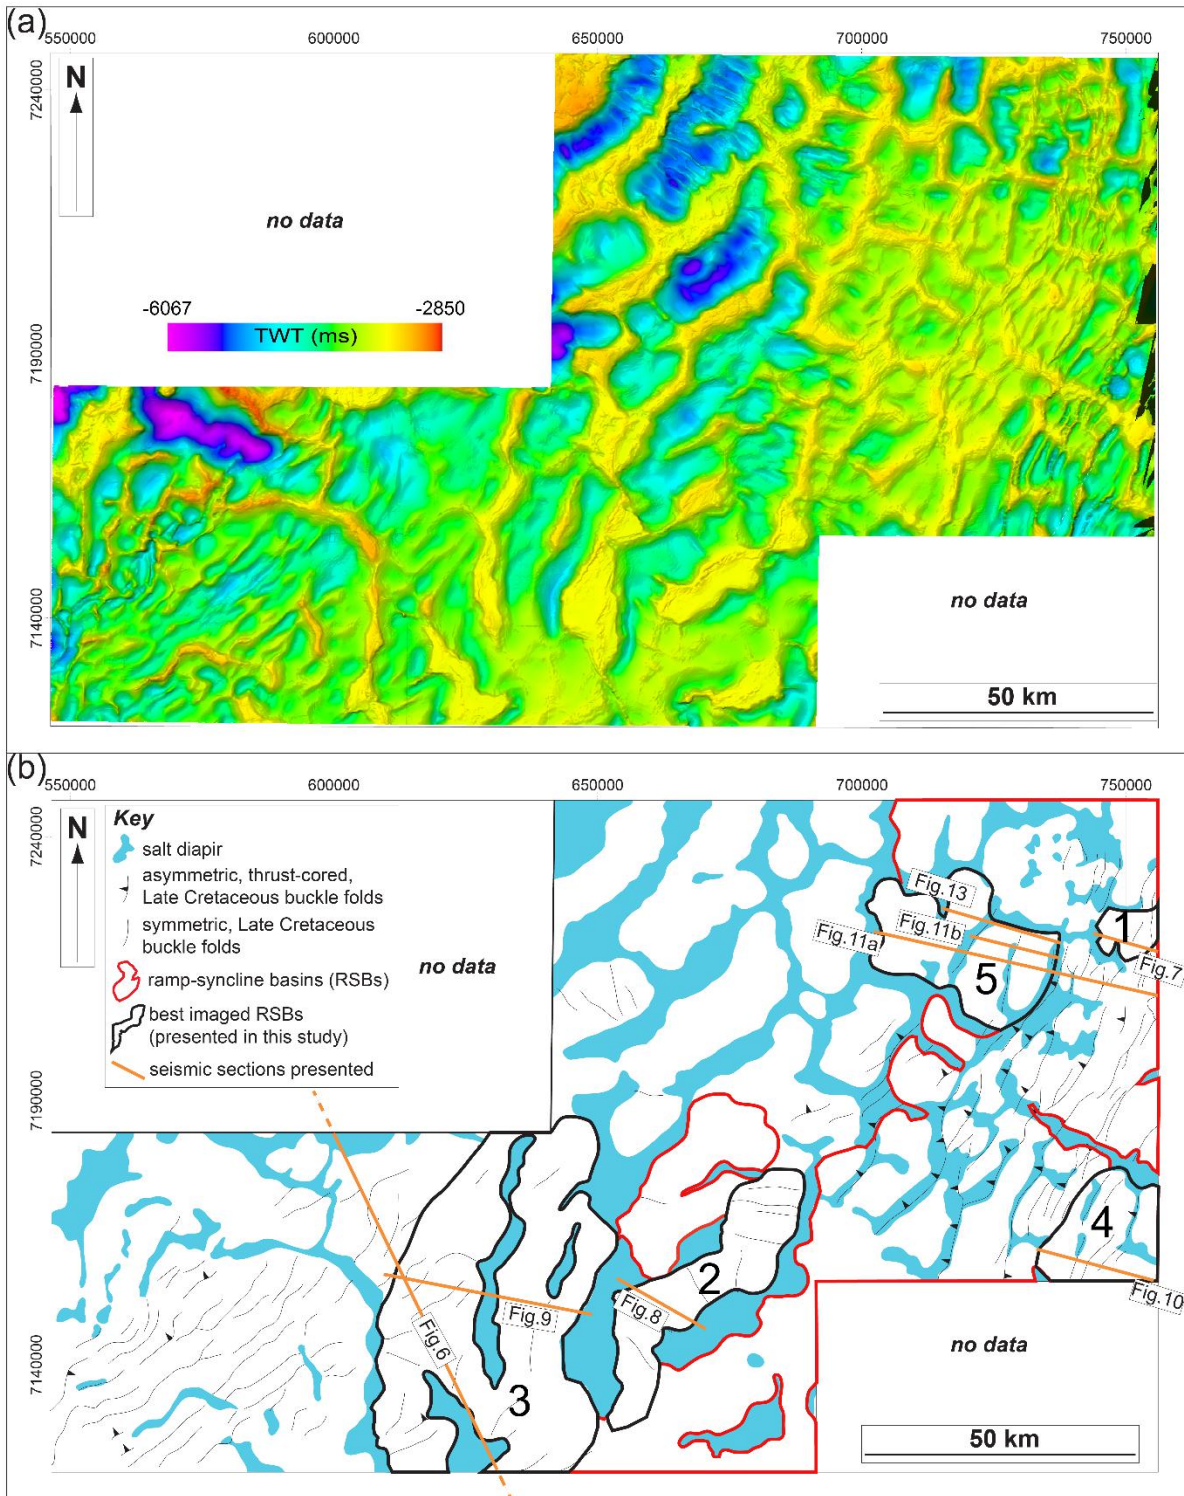 (a)
550000 600000 650000 700000 750000
7240000
N
no data
-6067 -2850
TWT (ms)
7190000
7140000
no data
50 km
(b)
550000 600000 650000 700000 750000
7240000
N
Key
salt diapir
asymmetric, thrust-cored,
Late Cretaceous buckle folds
symmetric, Late Cretaceous
buckle folds
ramp-syncline basins (RSBs)
best imaged RSBs
(presented in this study)
seismic sections presented
no data
Fig.13
Fig.11b
Fig.11a
1
Fig.7
5
7190000
4
2
Fig.10
Fig.8
Fig.9
Fig.6
3
7140000
no data
50 km